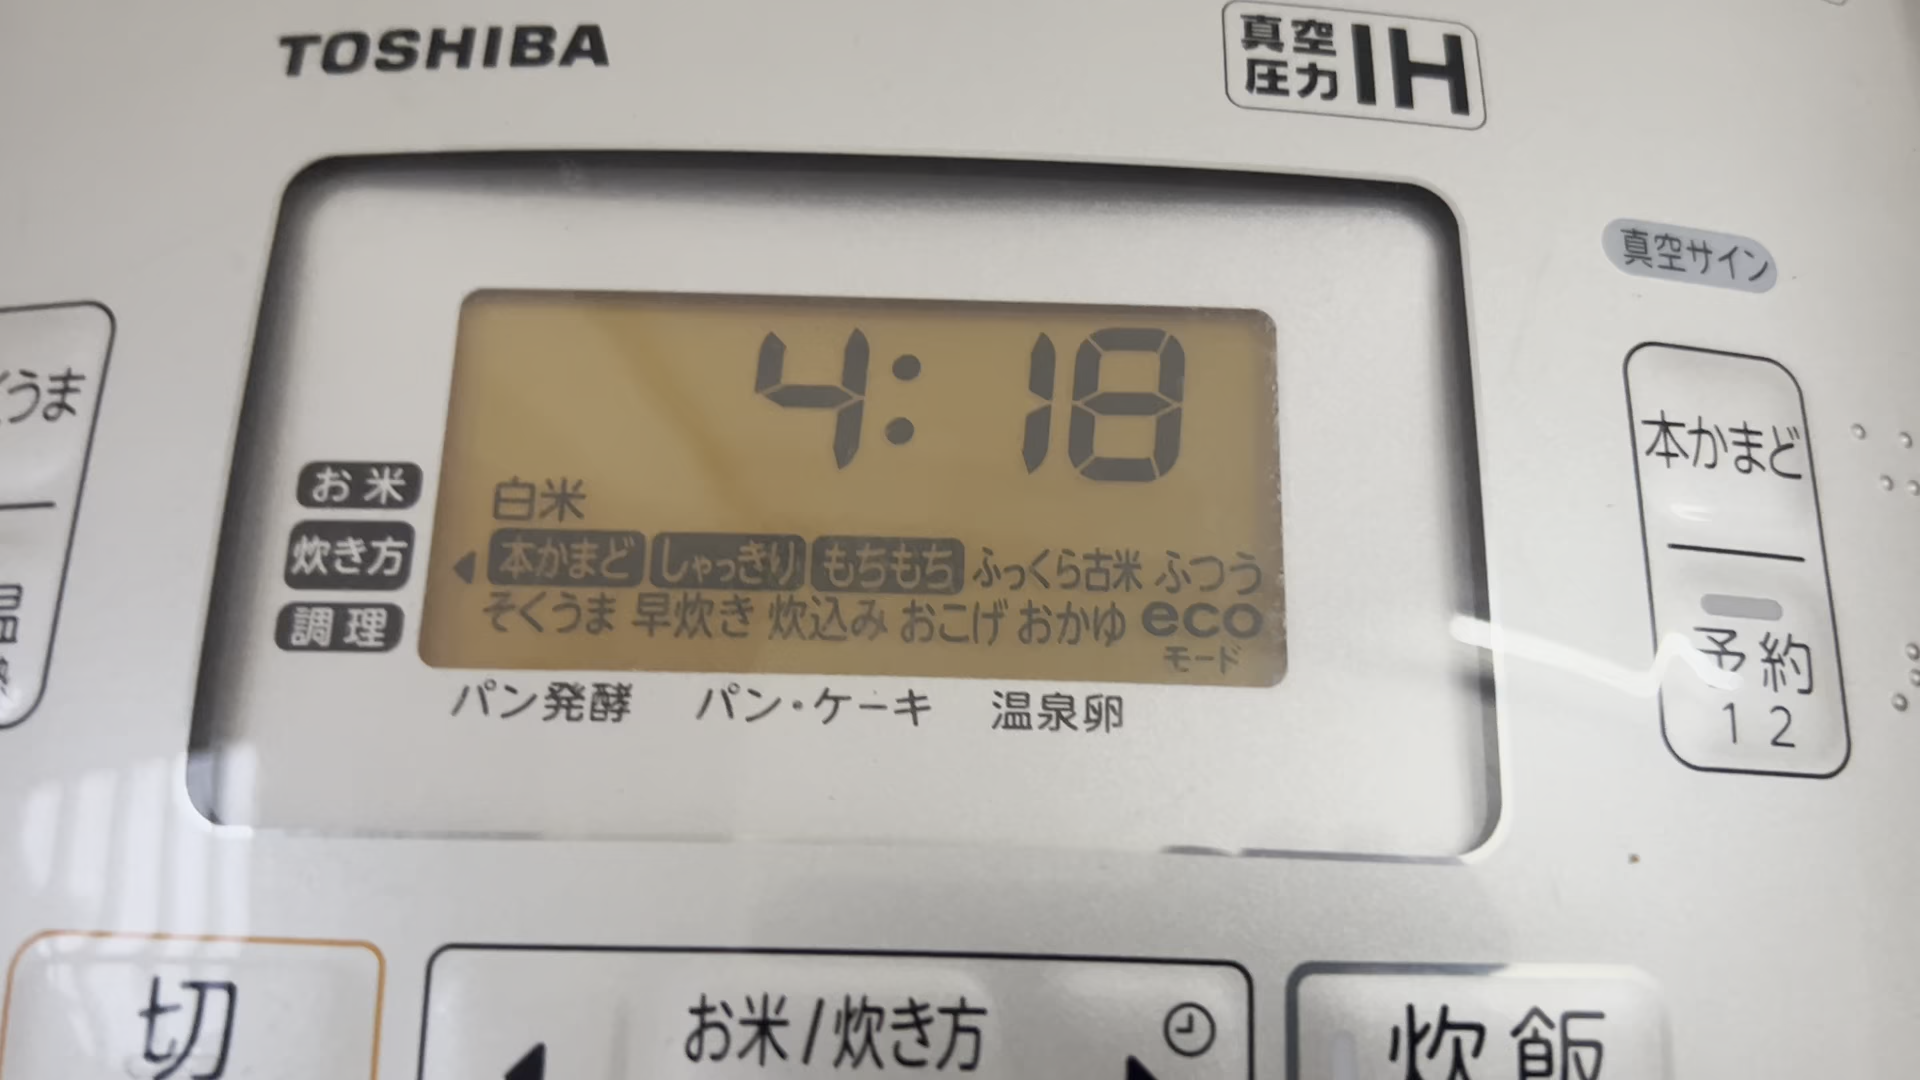 TOSHIBA
真空
圧力 IH
真空サイン
うま
4:18
お米
白米
炊き方
本かまど しゃっきり もちもち ふっくら古米 ふつう
そくうま 早炊き 炊込み おこげ おかゆ eco
モード
調理
パン発酵 パン・ケーキ 温泉卵
本かまど
予約
1 2
温
切
お米/炊き方
炊飯